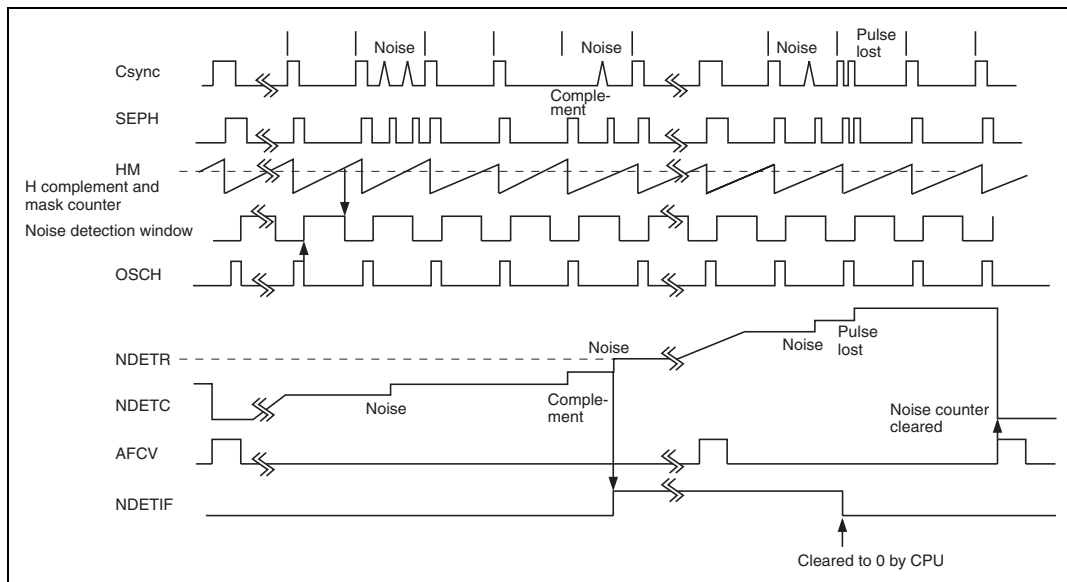 Noise
Noise
Noise
Pulse
lost
Csync
Comple-
ment
SEPH
HM
H complement and
mask counter
Noise detection window
OSCH
NDETR
Noise
Noise
Pulse
lost
NDETC
Noise
Comple-
ment
Noise counter
cleared
AFCV
NDETIF
Cleared to 0 by CPU